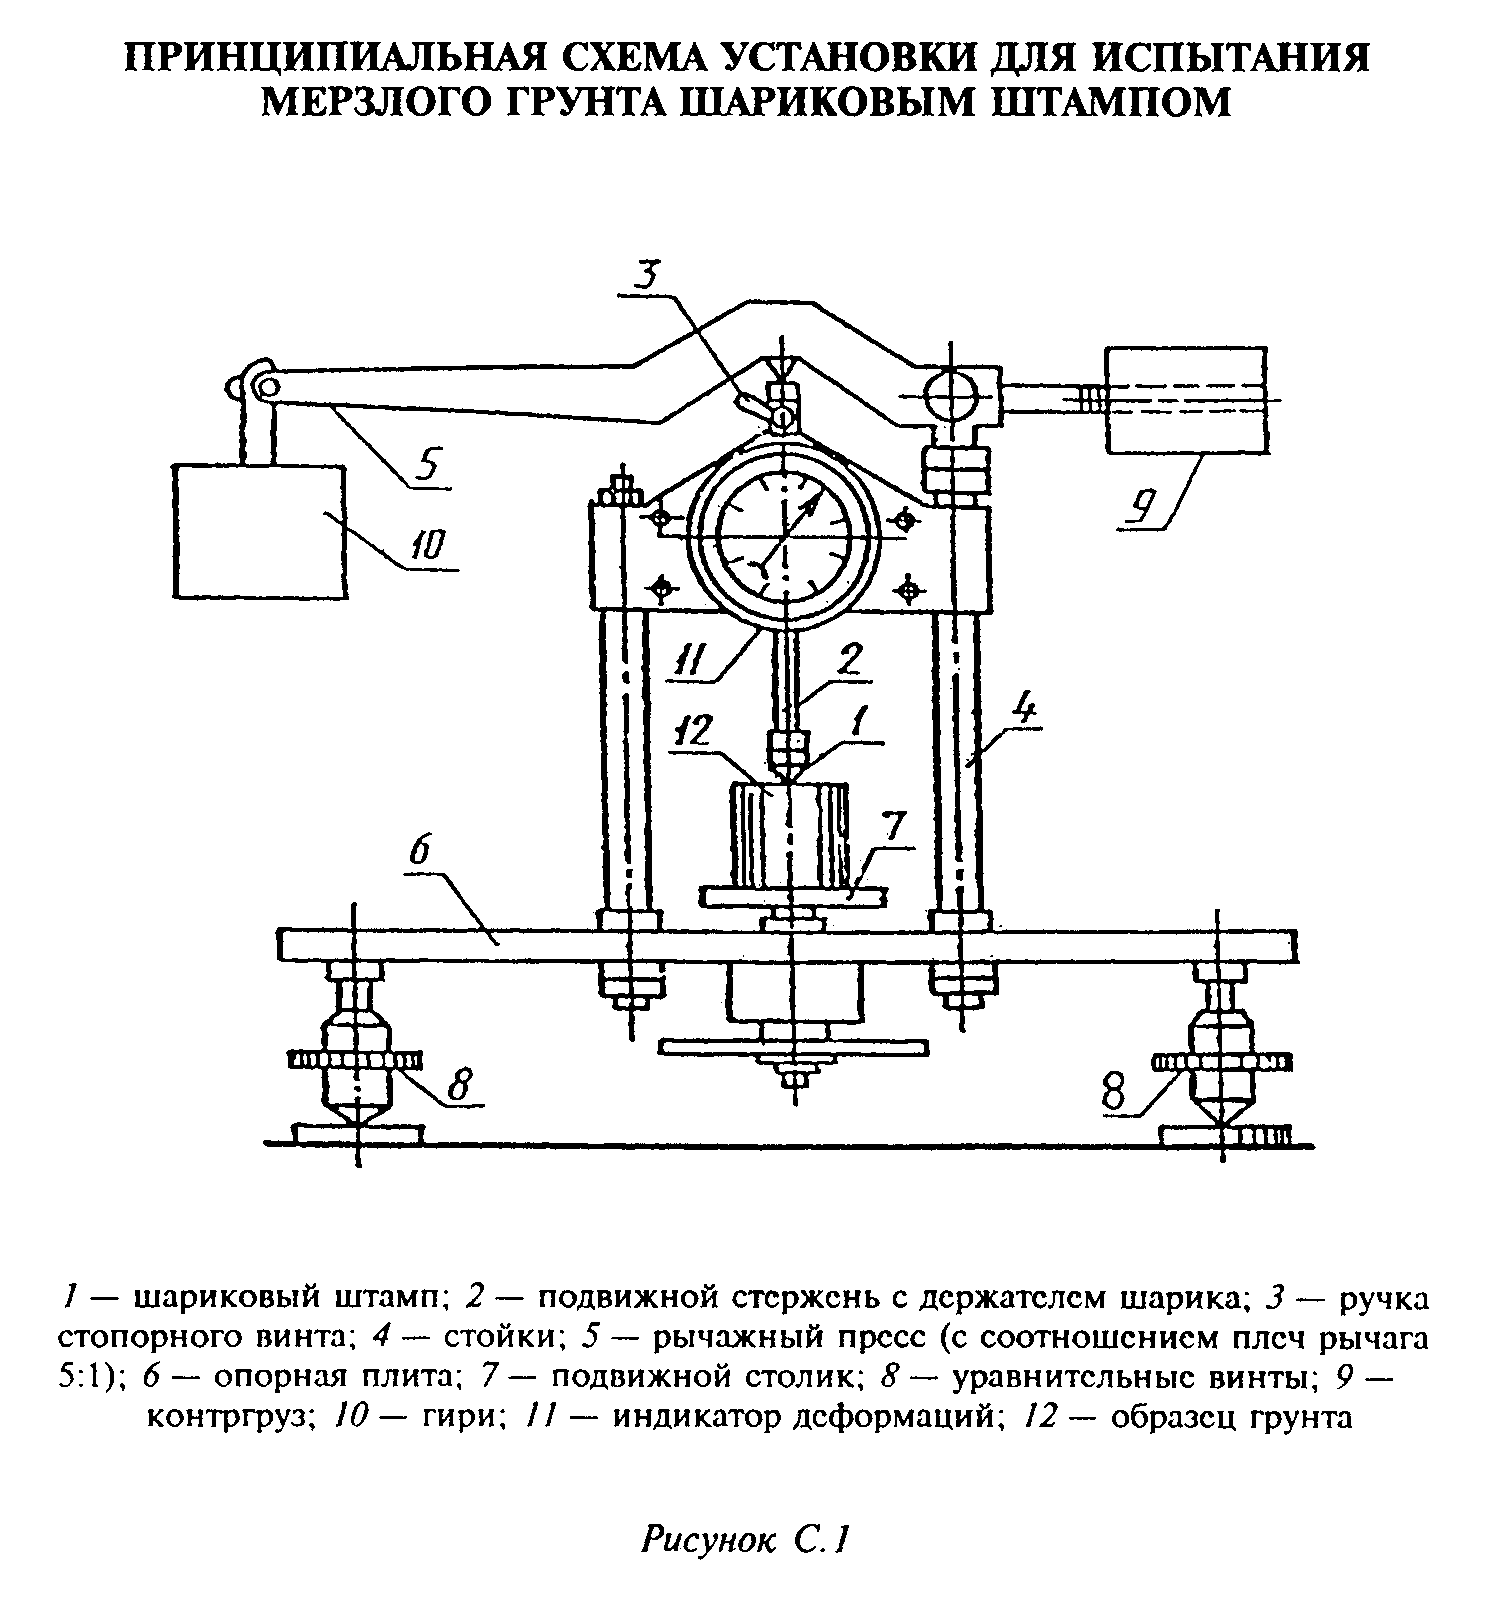 ПРИНЦИПИАЛЬНАЯ СХЕМА УСТАНОВКИ ДЛЯ ИСПЫТАНИЯ
МЕРЗЛОГО ГРУНТА ШАРИКОВЫМ ШТАМПОМ
3
5
9
10
11
2
4
12
1
7
6
8
8
1 — шариковый штамп; 2 — подвижной стержень с держателем шарика; 3 — ручка
стопорного винта; 4 — стойки; 5 — рычажный пресс (с соотношением плеч рычага
5:1); 6 — опорная плита; 7 — подвижной столик; 8 — уравнительные винты; 9 —
контргруз; 10 — гири; 11 — индикатор деформаций; 12 — образец грунта
Рисунок С.1